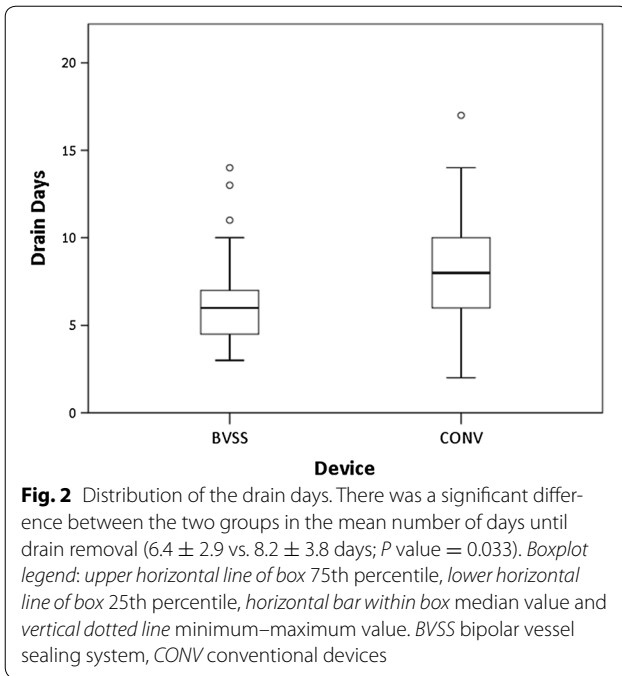 20
15
10
5
0
Drain Days
BVSS CONV
Device
Fig. 2 Distribution of the drain days. There was a significant differ-
ence between the two groups in the mean number of days until
drain removal (6.4 ± 2.9 vs. 8.2 ± 3.8 days; P value = 0.033). Boxplot
legend: upper horizontal line of box 75th percentile, lower horizontal
line of box 25th percentile, horizontal bar within box median value and
vertical dotted line minimum–maximum value. BVSS bipolar vessel
sealing system, CONV conventional devices